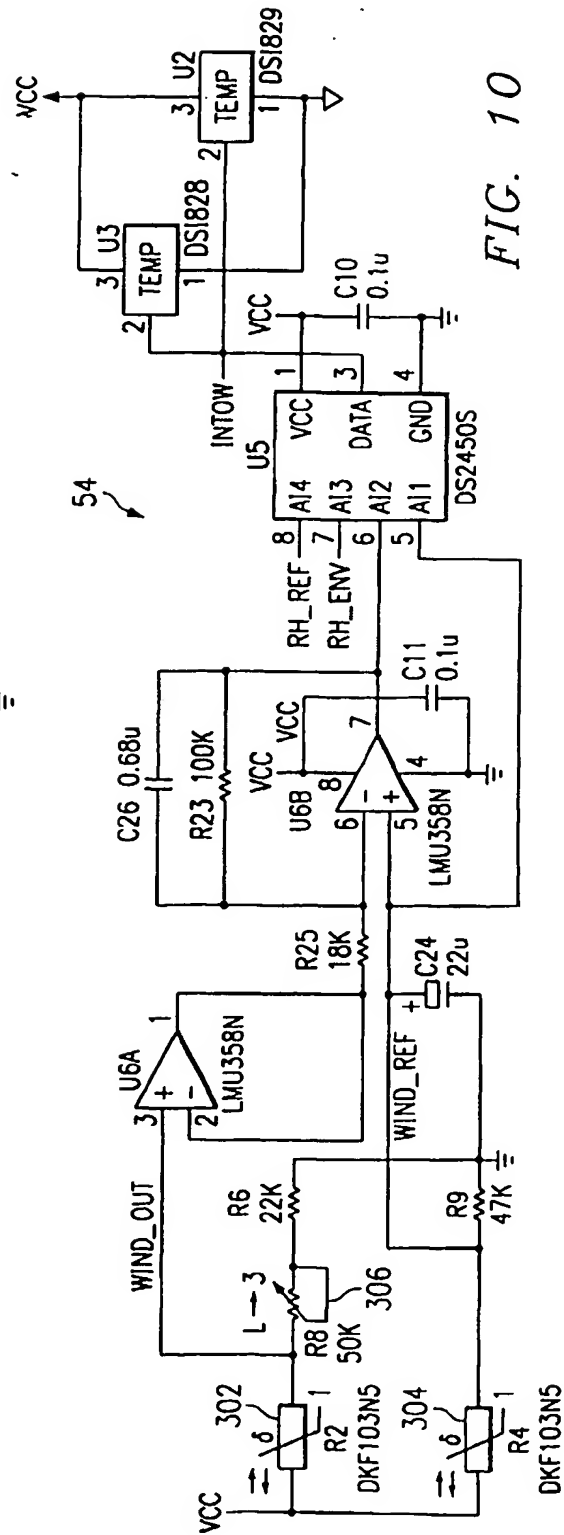 VCC
3
U2
TEMP
1
DS1829
2
3
U3
TEMP
1
DS1828
2
FIG. 10
54
INTOW
VCC
C10
0.1u
U5
1
VCC
3
DATA
4
GND
DS2450S
8
AI4
RH_REF
7
AI3
RH_ENV
6
AI2
5
AI1
C26 0.68u
R23 100K
VCC
VCC
C11
0.1u
U6B
8
7
6
−
+
5
4
LMU358N
R25
18K
C24
22u
+
U6A
1
3
+
−
2
LMU358N
WIND_REF
WIND_OUT
R6
22K
R9
47K
L → 3
R8
50K
306
302
δ
1
R2
DKF103N5
304
δ
1
R4
DKF103N5
VCC